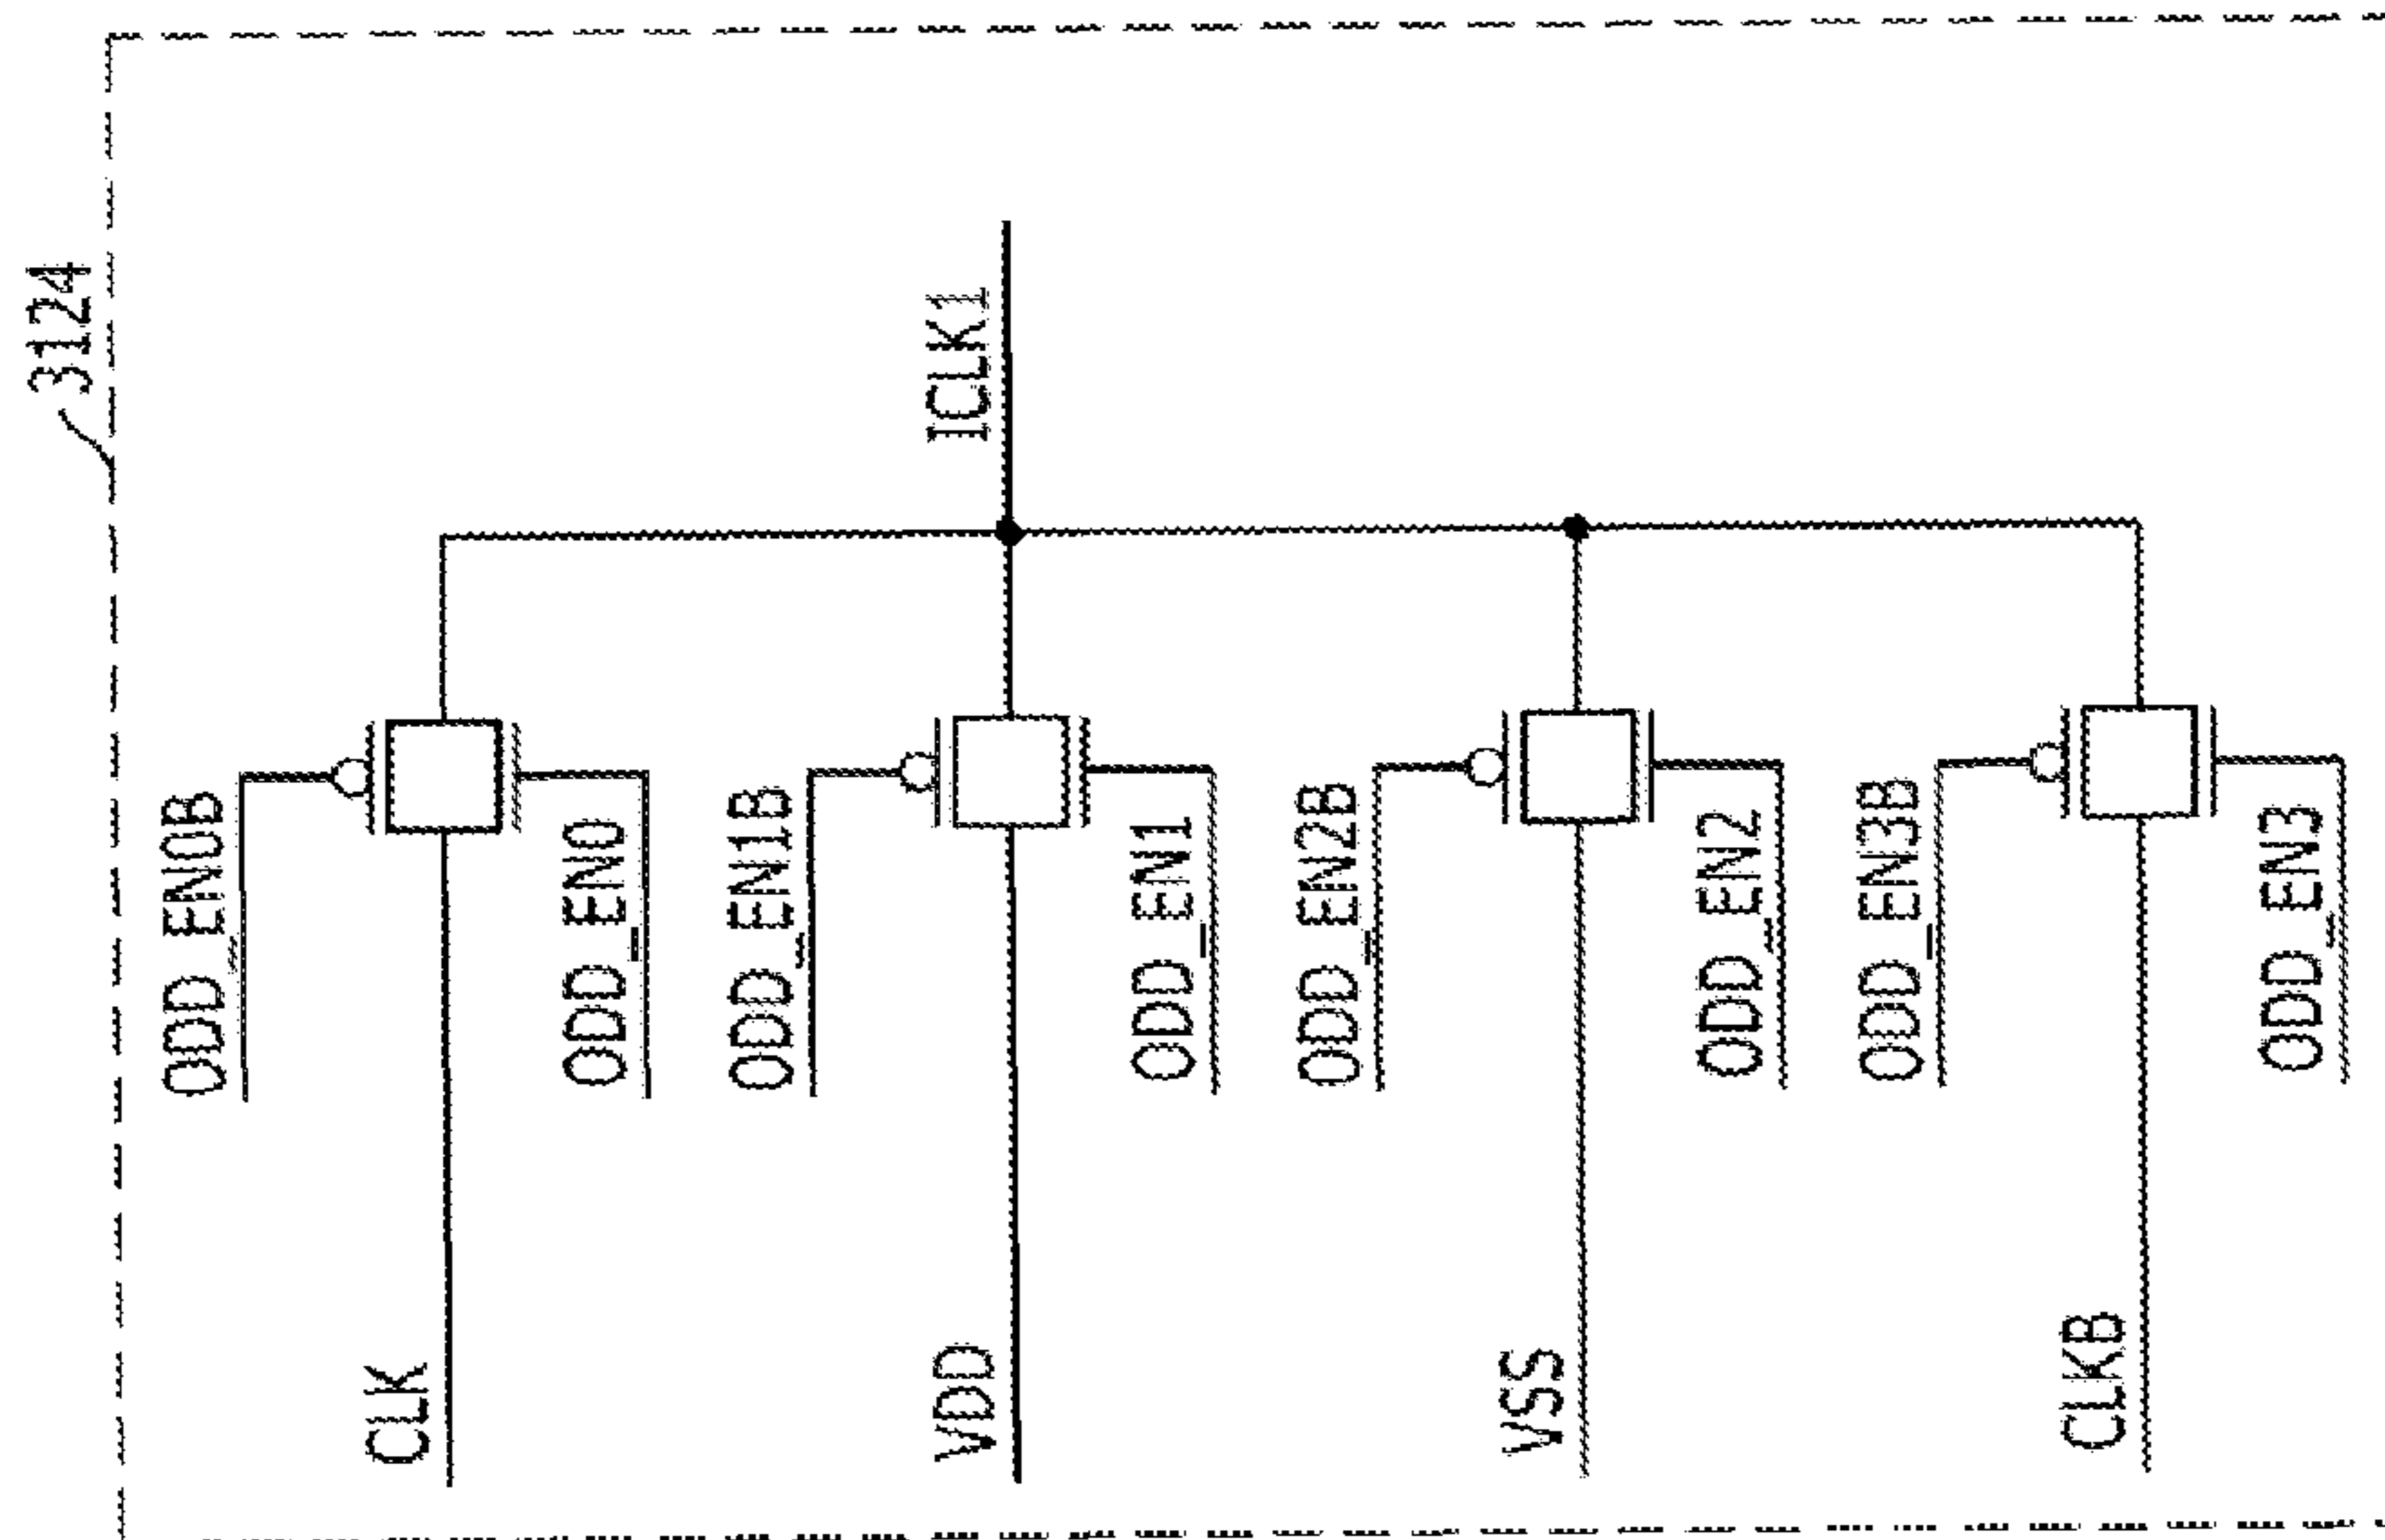 3124
ODD_EN0B
CLK
ODD_EN0
ICLK1
ODD_EN1B
VDD
ODD_EN1
ODD_EN2B
VSS
ODD_EN2
ODD_EN3B
CLKB
ODD_EN3